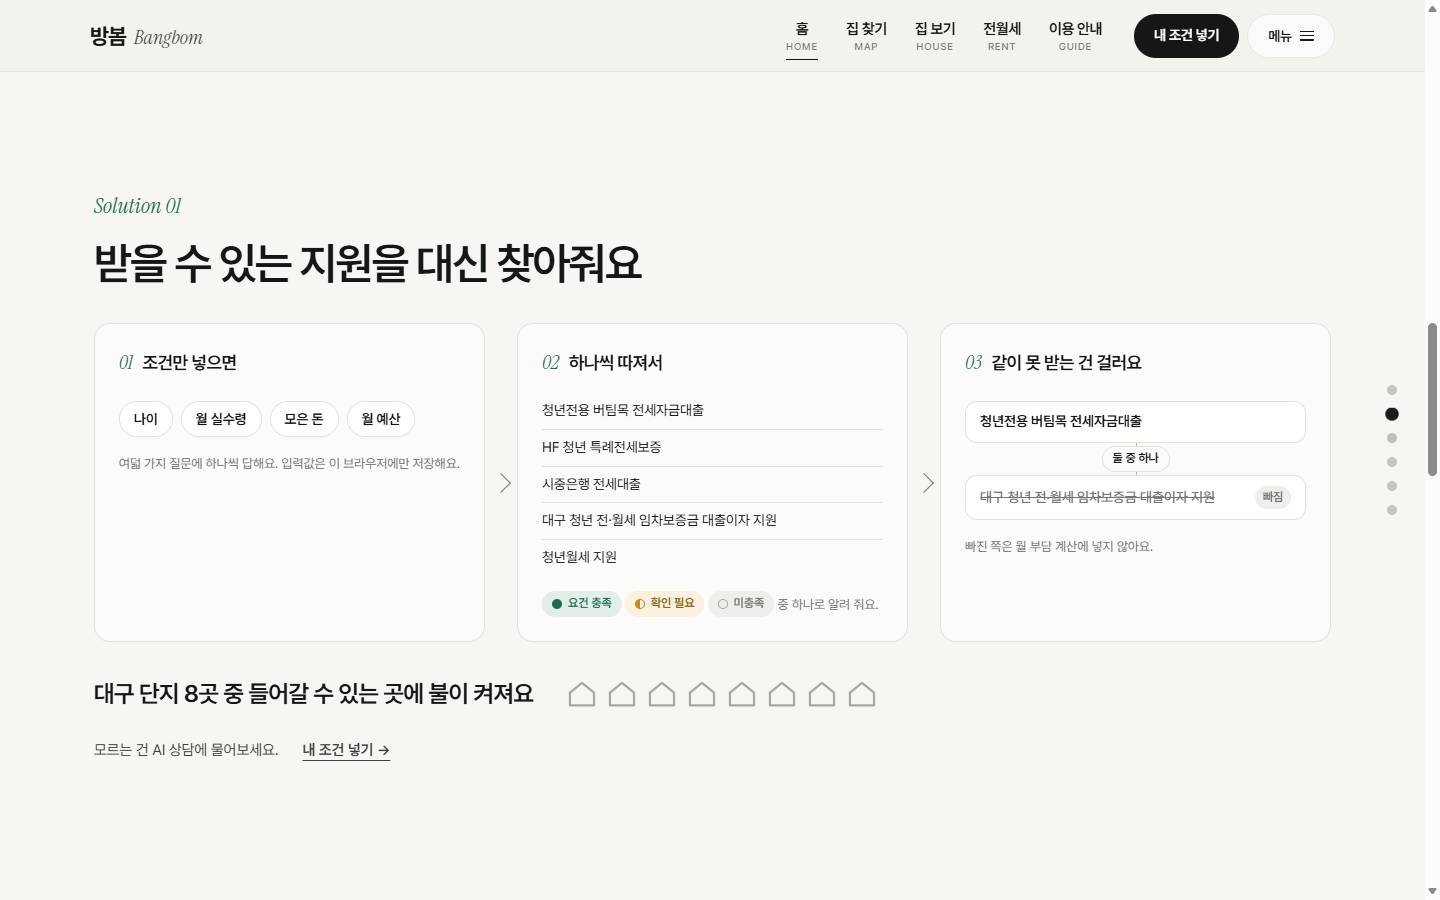 방봄 Bangbom
홈 집 찾기 집 보기 전월세 이용 안내 내 조건 넣기 메뉴
HOME MAP HOUSE RENT GUIDE
Solution 01
받을 수 있는 지원을 대신 찾아줘요
01 조건만 넣으면
나이 월 실수령 모은 돈 월 예산
여덟 가지 질문에 하나씩 답해요. 입력값은 이 브라우저에만 저장해요.
02 하나씩 따져서
청년전용 버팀목 전세자금대출
HF 청년 특례전세보증
시중은행 전세대출
대구 청년 전·월세 임차보증금 대출이자 지원
청년월세 지원
요건 충족 확인 필요 미충족 중 하나로 알려 줘요.
03 같이 못 받는 건 걸러요
청년전용 버팀목 전세자금대출
둘 중 하나
대구 청년 전·월세 임차보증금 대출이자 지원 빠짐
빠진 쪽은 월 부담 계산에 넣지 않아요.
대구 단지 8곳 중 들어갈 수 있는 곳에 불이 켜져요
모르는 건 AI 상담에 물어보세요. 내 조건 넣기 →